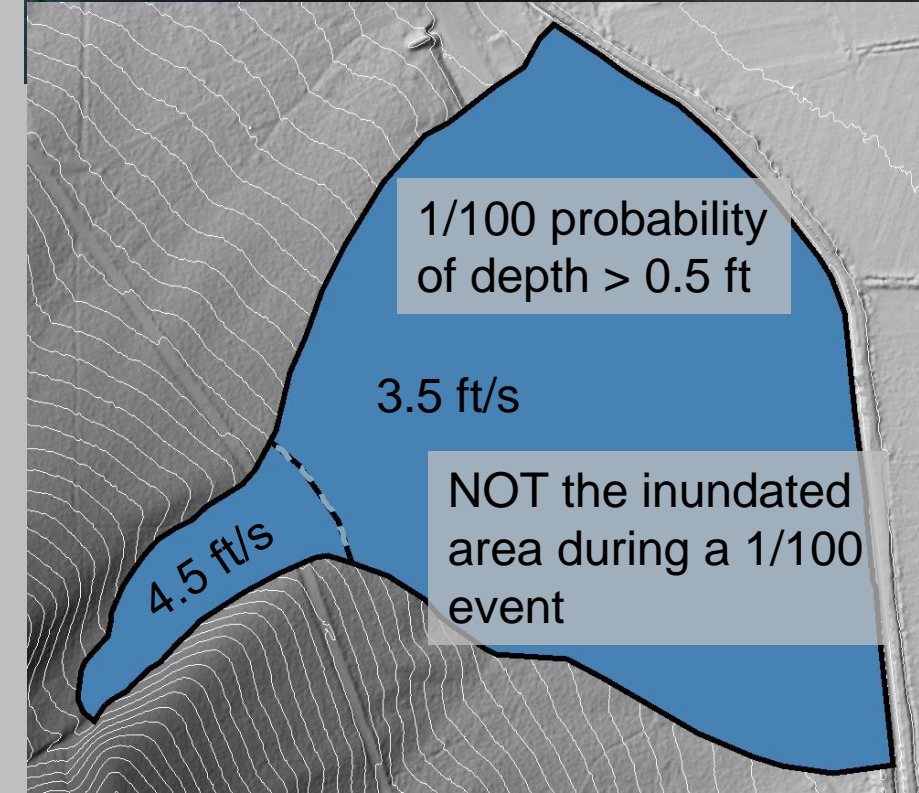 1/100 probability
of depth > 0.5 ft
3.5 ft/s
NOT the inundated
area during a 1/100
event
4.5 ft/s